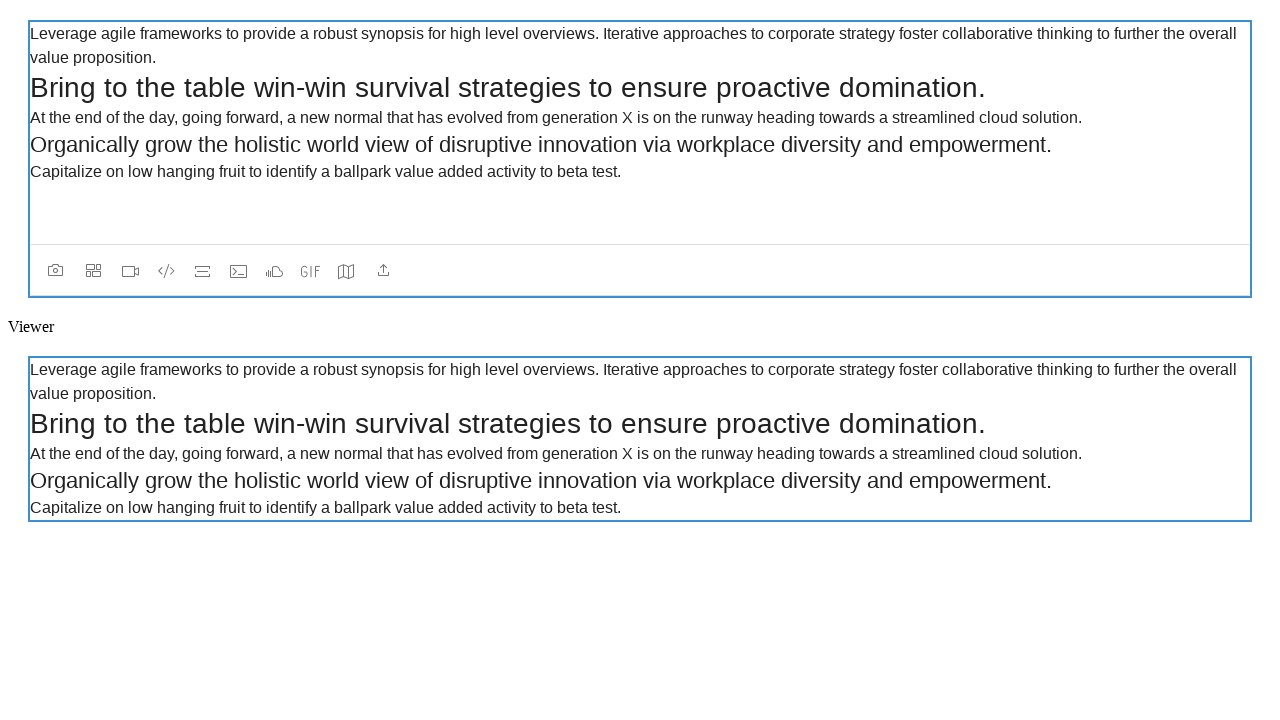 Leverage agile frameworks to provide a robust synopsis for high level overviews. Iterative approaches to corporate strategy foster collaborative thinking to further the overall
value proposition.
Bring to the table win-win survival strategies to ensure proactive domination.
At the end of the day, going forward, a new normal that has evolved from generation X is on the runway heading towards a streamlined cloud solution.
Organically grow the holistic world view of disruptive innovation via workplace diversity and empowerment.
Capitalize on low hanging fruit to identify a ballpark value added activity to beta test.
GIF
Viewer
Leverage agile frameworks to provide a robust synopsis for high level overviews. Iterative approaches to corporate strategy foster collaborative thinking to further the overall
value proposition.
Bring to the table win-win survival strategies to ensure proactive domination.
At the end of the day, going forward, a new normal that has evolved from generation X is on the runway heading towards a streamlined cloud solution.
Organically grow the holistic world view of disruptive innovation via workplace diversity and empowerment.
Capitalize on low hanging fruit to identify a ballpark value added activity to beta test.